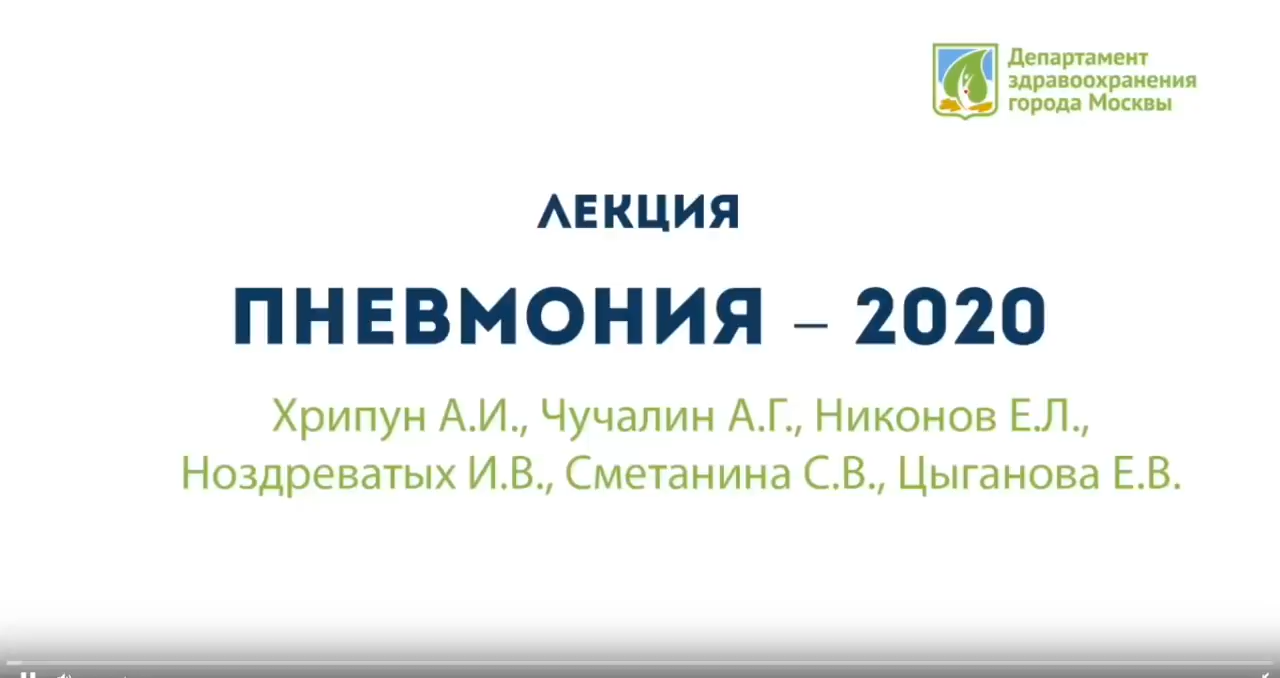 Департамент
здравоохранения
города Москвы
ЛЕКЦИЯ
ПНЕВМОНИЯ – 2020
Хрипун А.И., Чучалин А.Г., Никонов Е.Л.,
Ноздреватых И.В., Сметанина С.В., Цыганова Е.В.